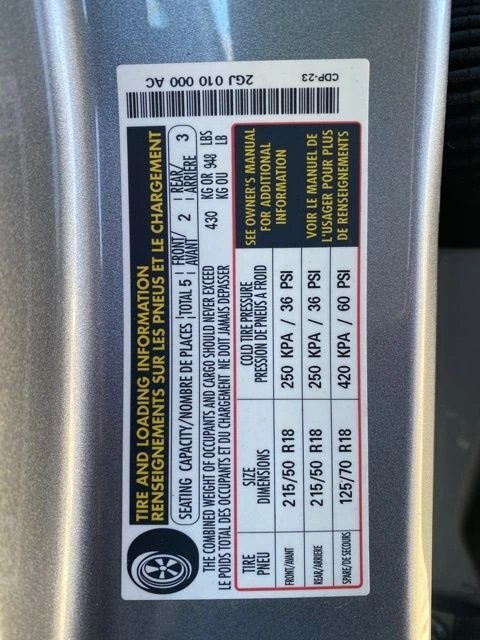 TIRE AND LOADING INFORMATION
RENSEIGNEMENTS SUR LES PNEUS ET LE CHARGEMENT
SEATING CAPACITY/NOMBRE DE PLACES TOTAL 5 FRONT/AVANT 2 REAR/ARRIÈRE 3
THE COMBINED WEIGHT OF OCCUPANTS AND CARGO SHOULD NEVER EXCEED 430 KG OR 948 LBS
LE POIDS TOTAL DES OCCUPANTS ET DU CHARGEMENT NE DOIT JAMAIS DEPASSER KG OU LB
TIRE
PNEU
SIZE
DIMENSIONS
COLD TIRE PRESSURE
PRESSION DE PNEUS À FROID
FRONT/AVANT 215/50 R18 250 KPA / 36 PSI
REAR/ARRIERE 215/50 R18 250 KPA / 36 PSI
SPARE/DE SECOURS 125/70 R18 420 KPA / 60 PSI
SEE OWNER'S MANUAL
FOR ADDITIONAL
INFORMATION
VOIR LE MANUEL DE
L'USAGER POUR PLUS
DE RENSEIGNEMENTS
2GJ 010 000 AC
CDP-23